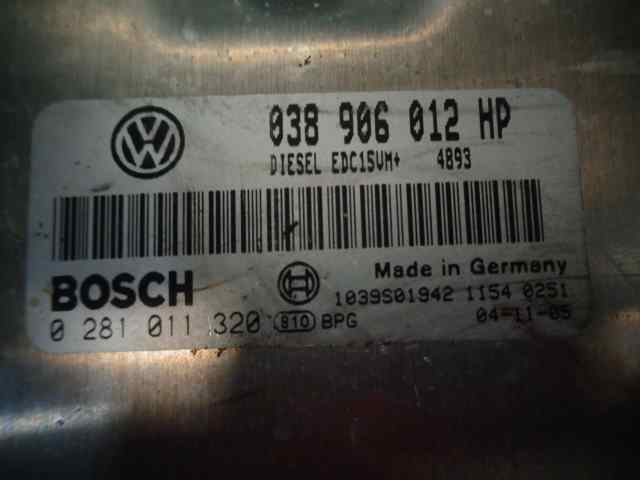 038 906 012 HP
DIESEL EDC15VM+ 4893
BOSCH
Made in Germany
1039S01942 1154 0251
0 281 011 320 810 BPG
04-11-05